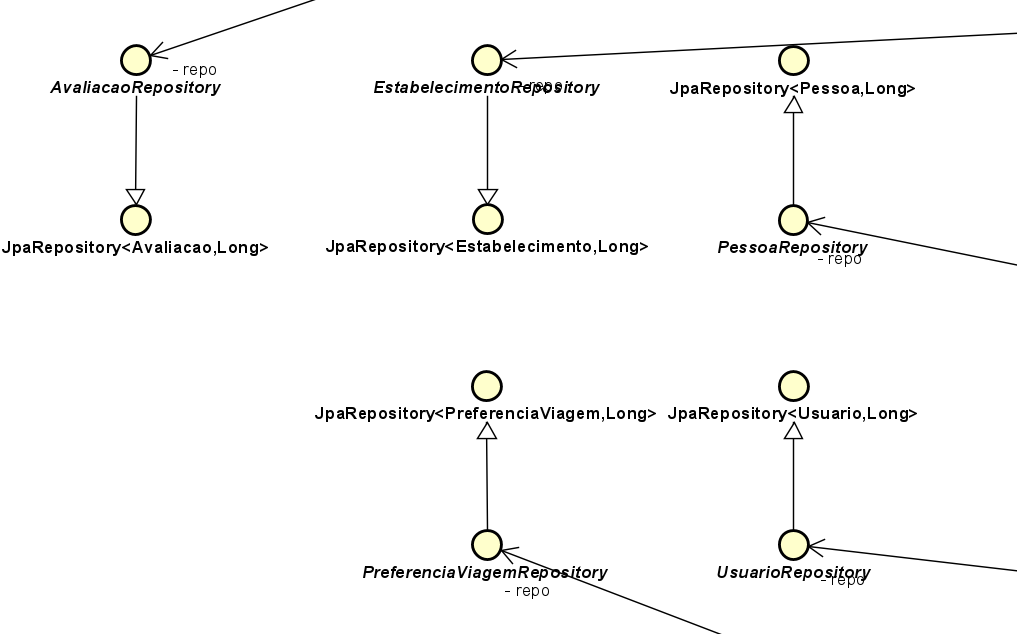 - repo
AvaliacaoRepository
- repo
EstabelecimentoRepository
JpaRepository<Pessoa,Long>
JpaRepository<Avaliacao,Long>
JpaRepository<Estabelecimento,Long>
PessoaRepository
- repo
JpaRepository<PreferenciaViagem,Long>
JpaRepository<Usuario,Long>
PreferenciaViagemRepository
- repo
UsuarioRepository
- repo